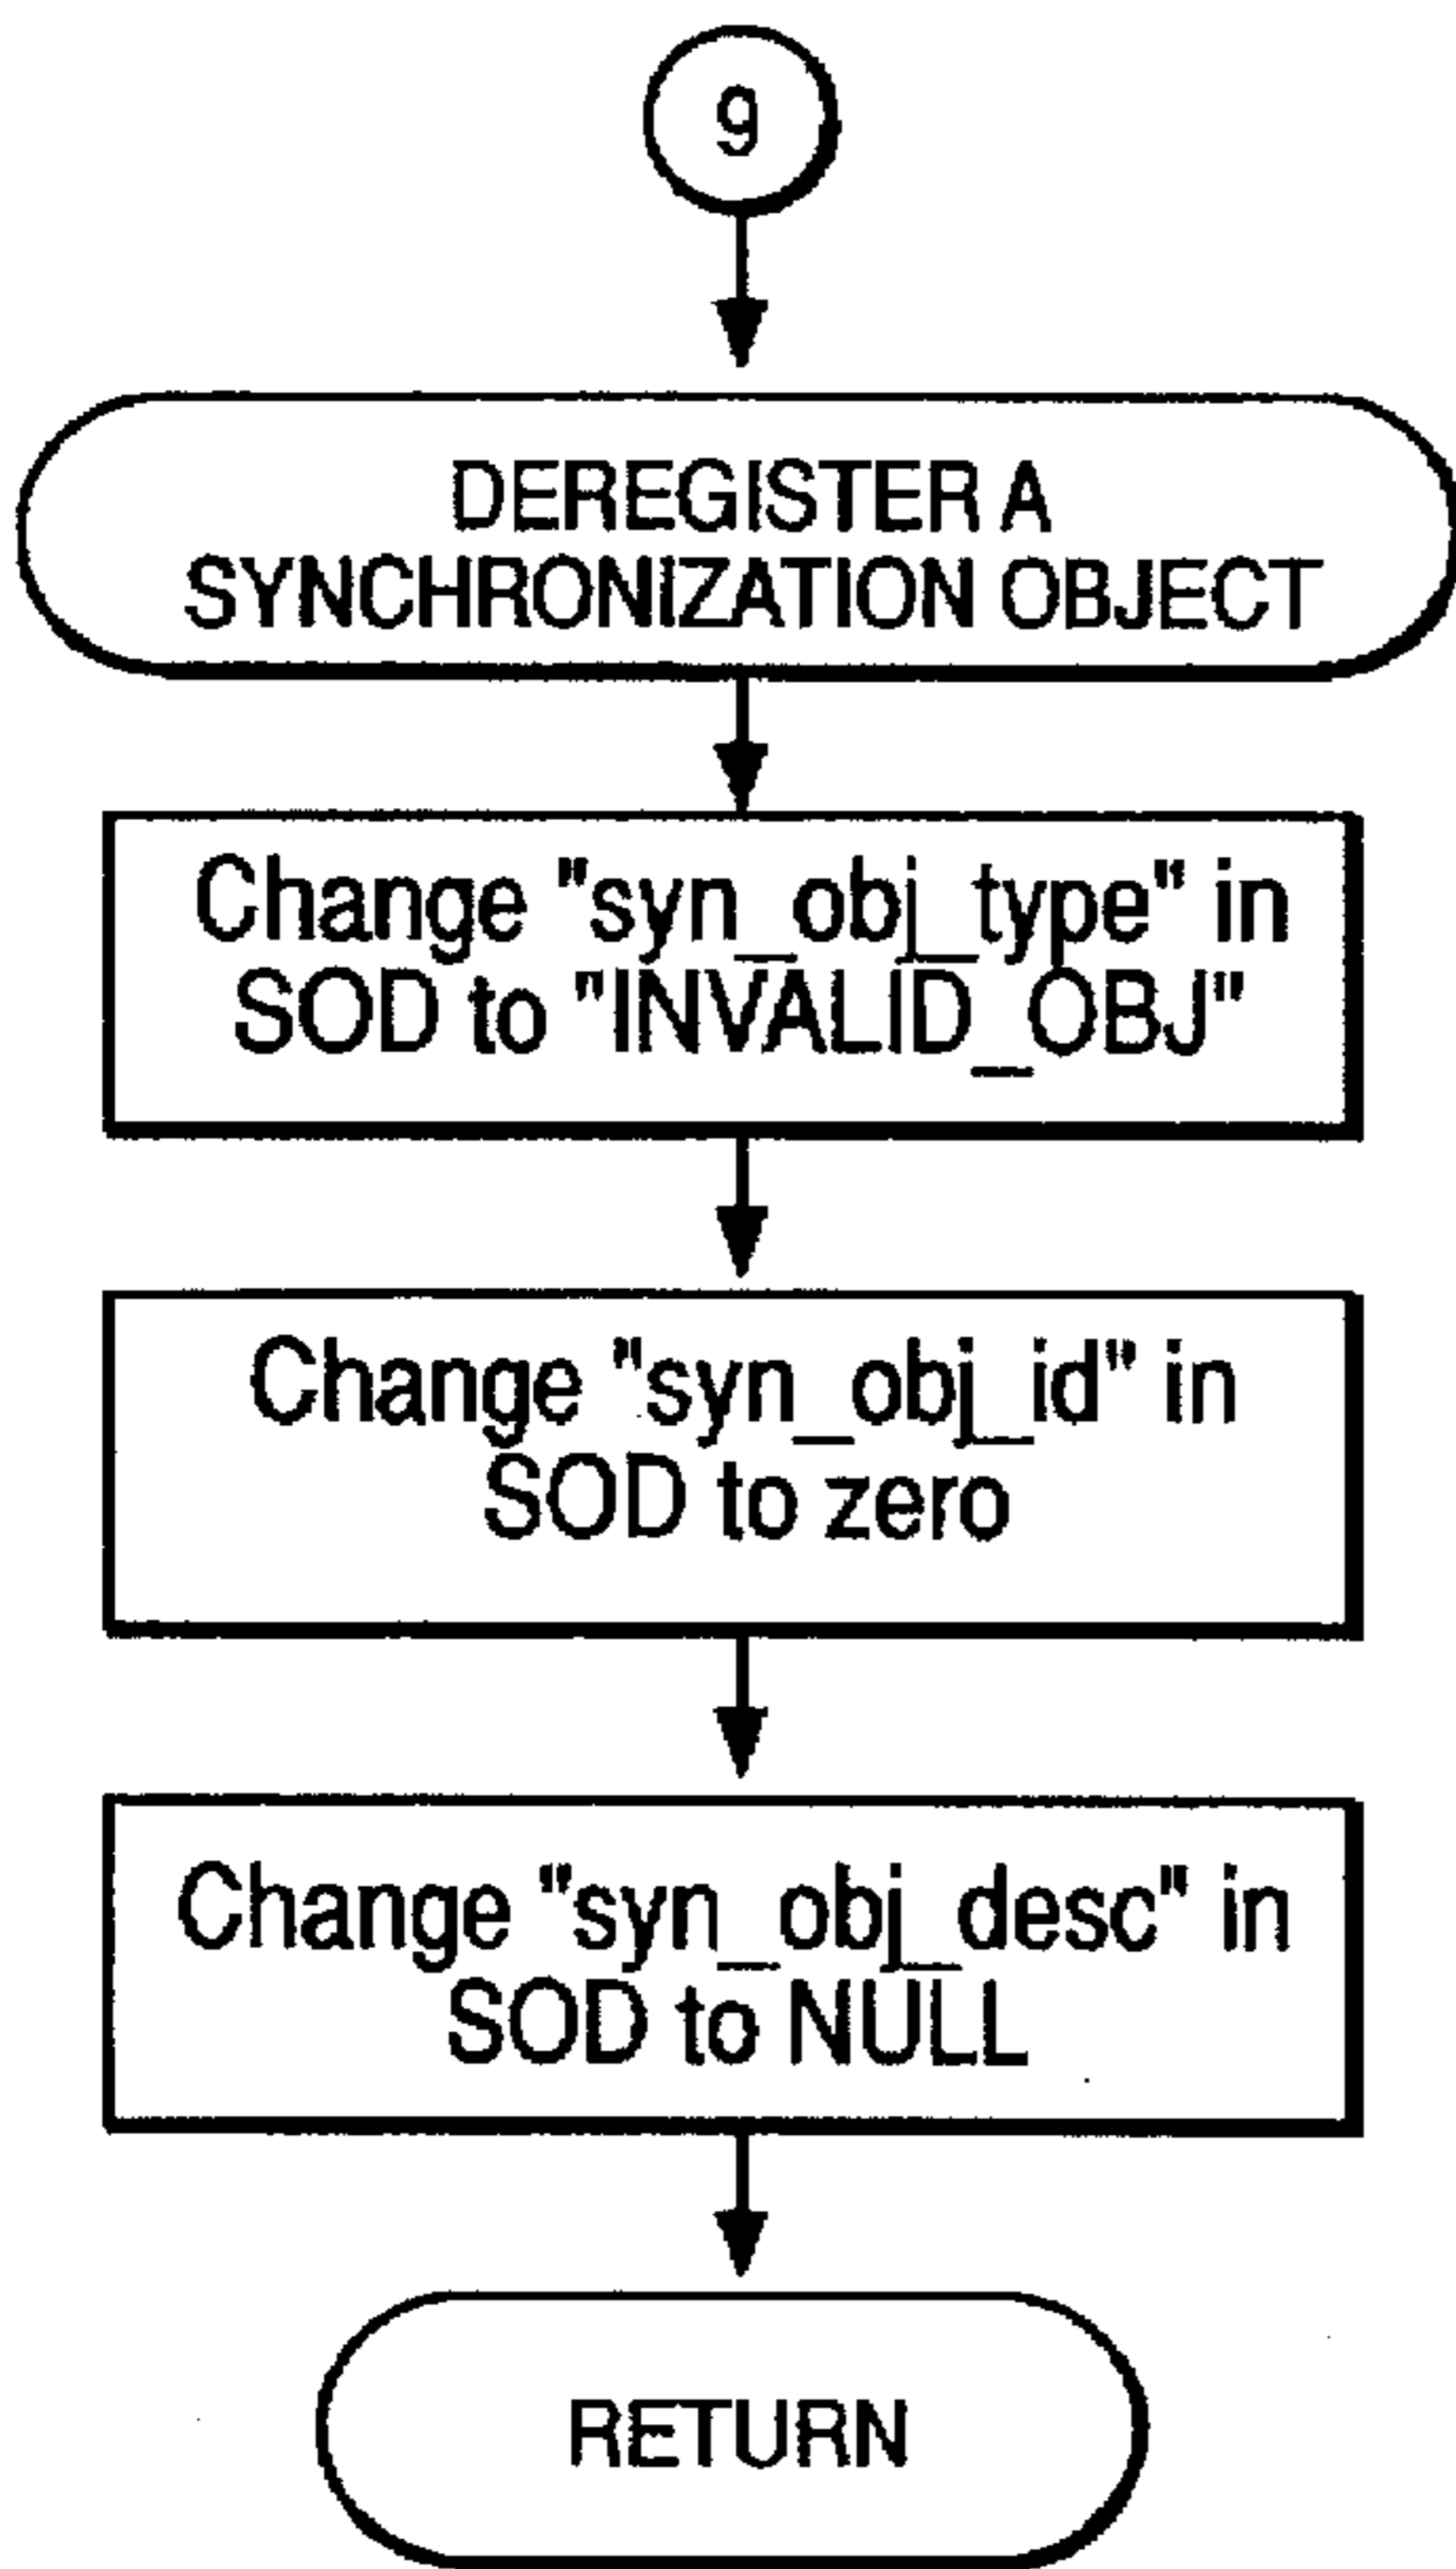 9
DEREGISTER A
SYNCHRONIZATION OBJECT
Change "syn_obj_type" in
SOD to "INVALID_OBJ"
Change "syn_obj_id" in
SOD to zero
Change "syn_obj_desc" in
SOD to NULL
RETURN